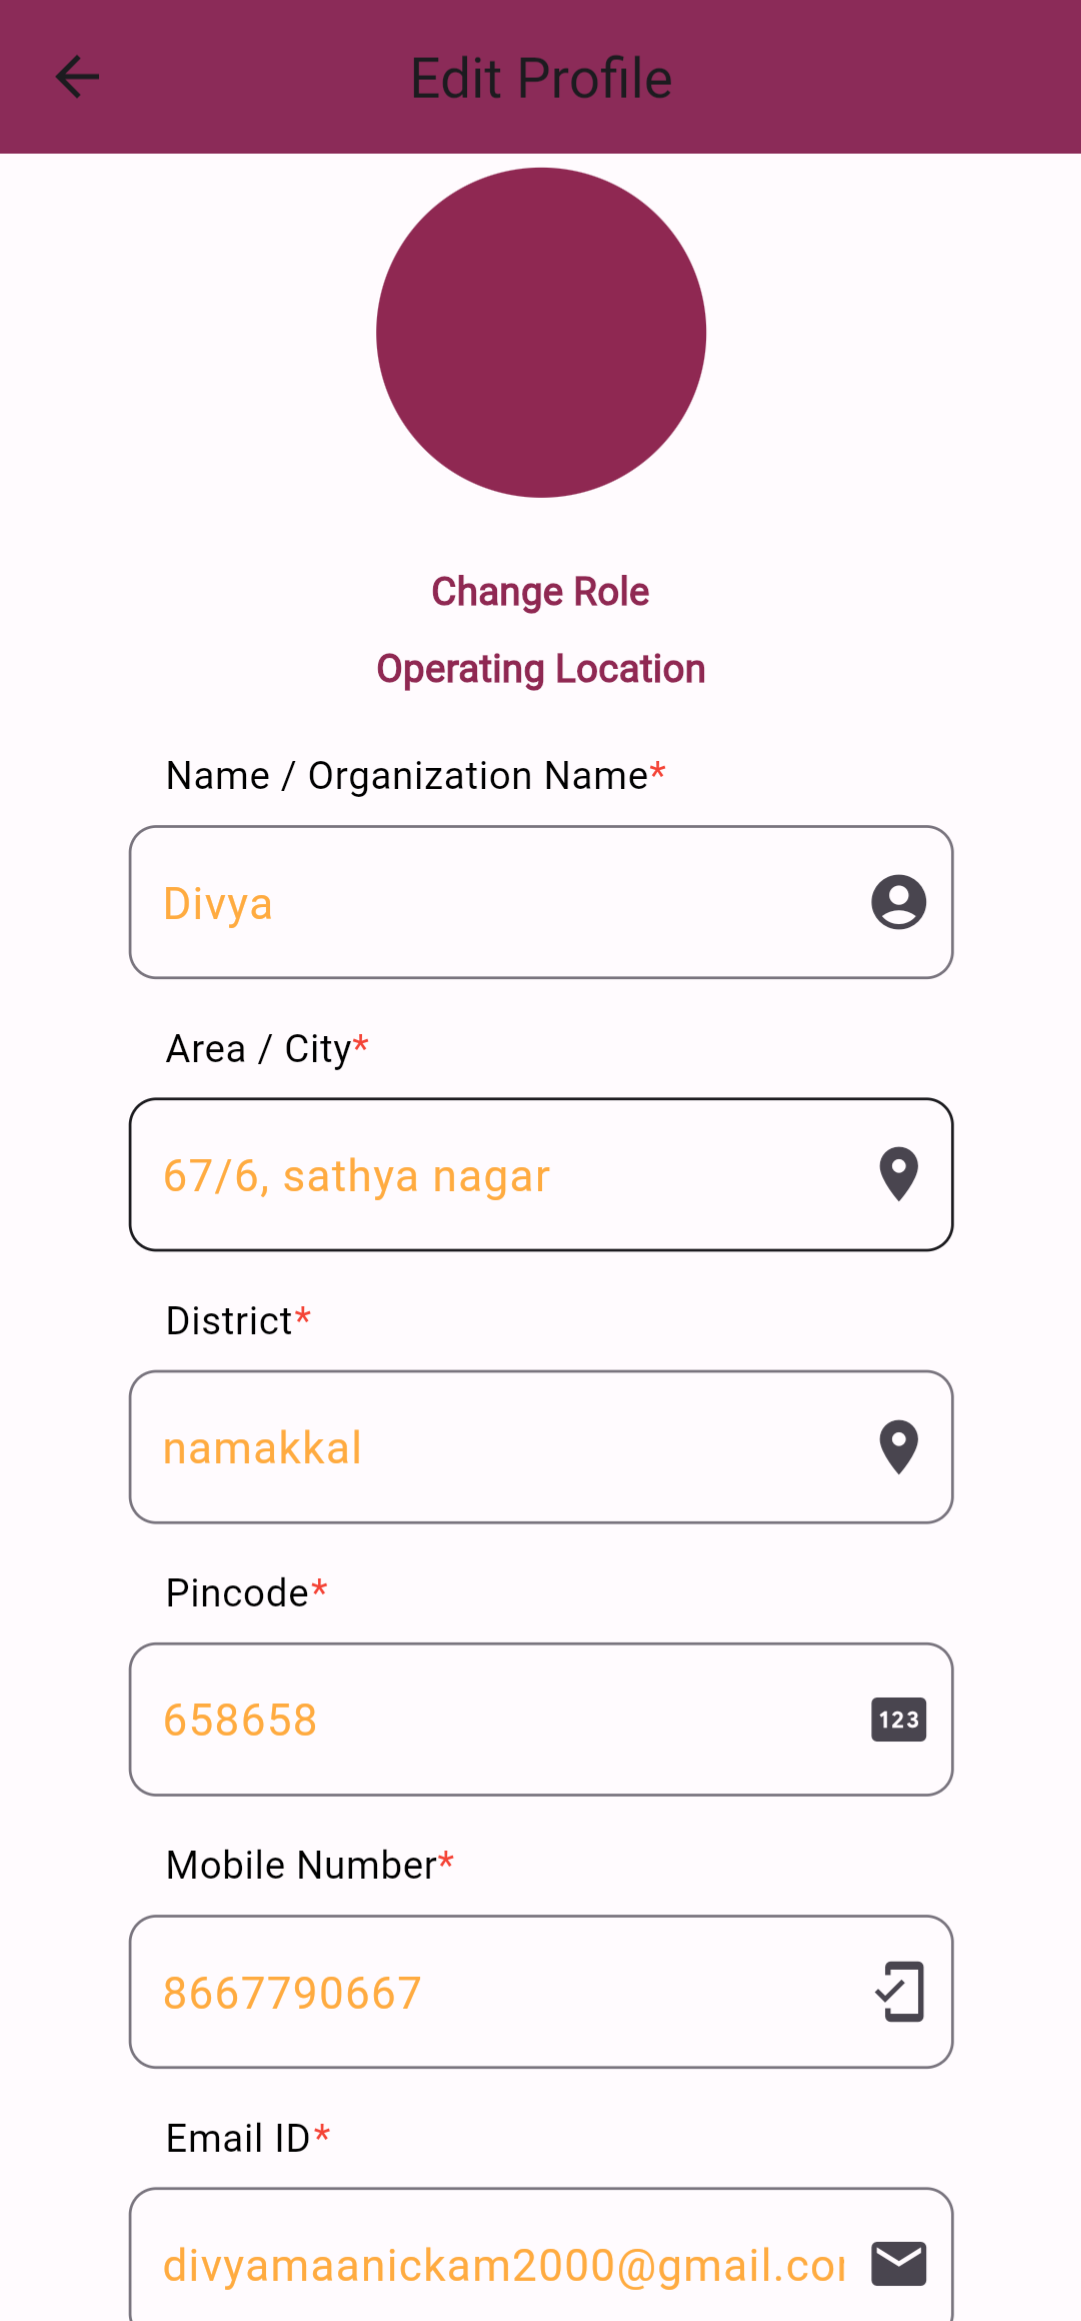 Edit Profile
Change Role
Operating Location
Name / Organization Name*
Divya
Area / City*
67/6, sathya nagar
District*
namakkal
Pincode*
658658
123
Mobile Number*
8667790667
Email ID*
divyamaanickam2000@gmail.co